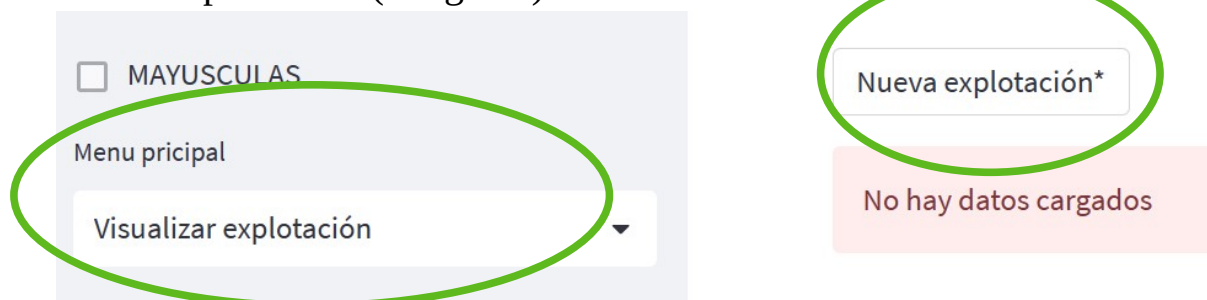 MAYUSCULAS
Menu pricipal
Visualizar explotación
Nueva explotación*
No hay datos cargados